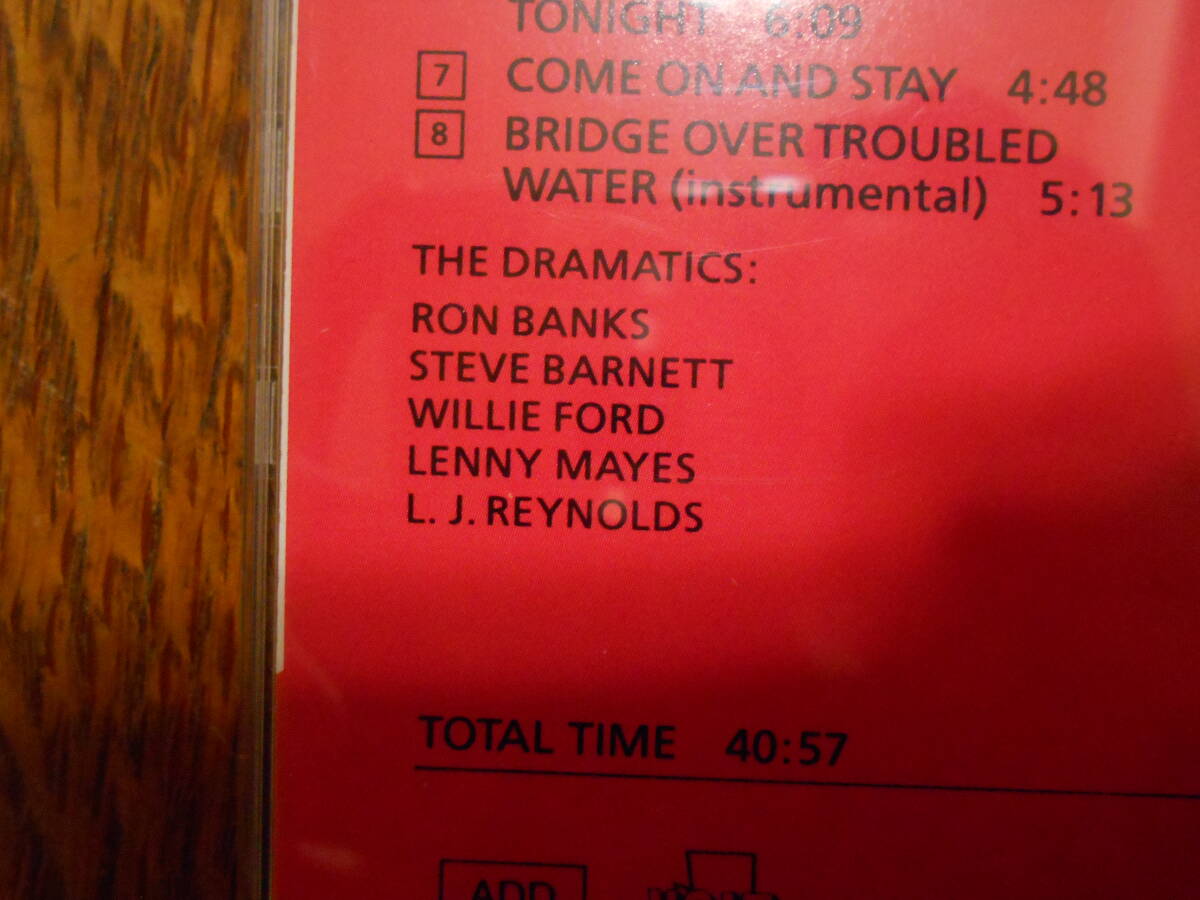 TONIGHT 6:09
7 COME ON AND STAY 4:48
8 BRIDGE OVER TROUBLED
WATER (instrumental) 5:13
THE DRAMATICS:
RON BANKS
STEVE BARNETT
WILLIE FORD
LENNY MAYES
L. J. REYNOLDS
TOTAL TIME 40:57
ADD